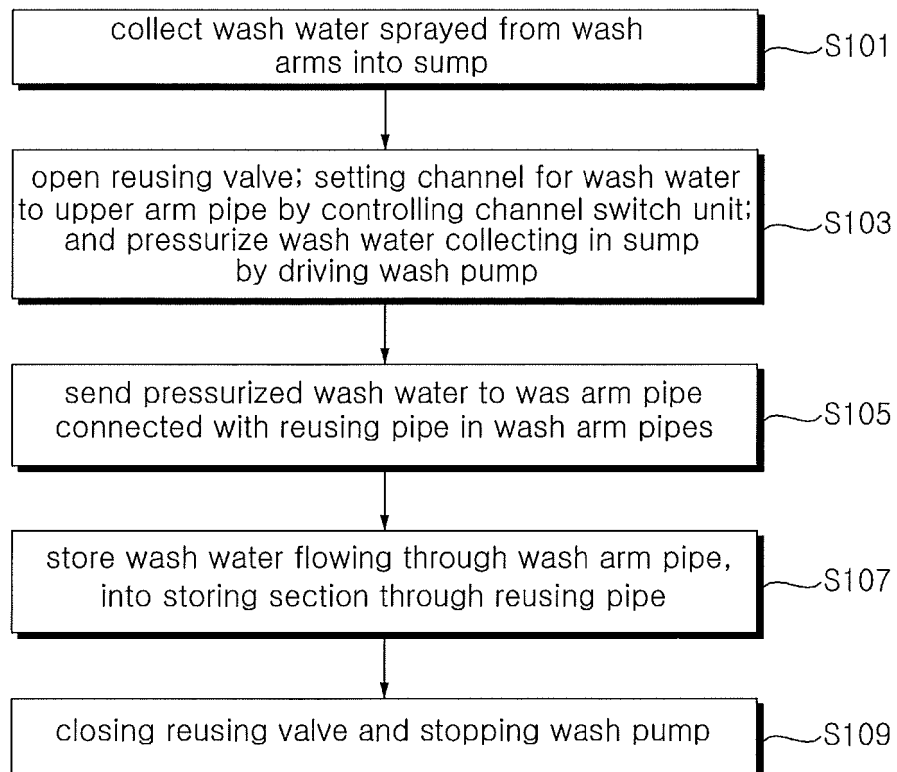 collect wash water sprayed from wash
arms into sump
S101
open reusing valve; setting channel for wash water
to upper arm pipe by controlling channel switch unit;
and pressurize wash water collecting in sump
by driving wash pump
S103
send pressurized wash water to was arm pipe
connected with reusing pipe in wash arm pipes
S105
store wash water flowing through wash arm pipe,
into storing section through reusing pipe
S107
closing reusing valve and stopping wash pump
S109